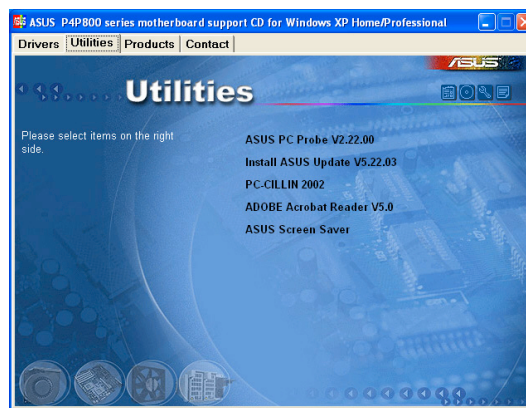 ASUS P4P800 series motherboard support CD for Windows XP Home/Professional
Drivers Utilities Products Contact
ASUS
Utilities
Please select items on the right
side.
ASUS PC Probe V2.22.00
Install ASUS Update V5.22.03
PC-CILLIN 2002
ADOBE Acrobat Reader V5.0
ASUS Screen Saver